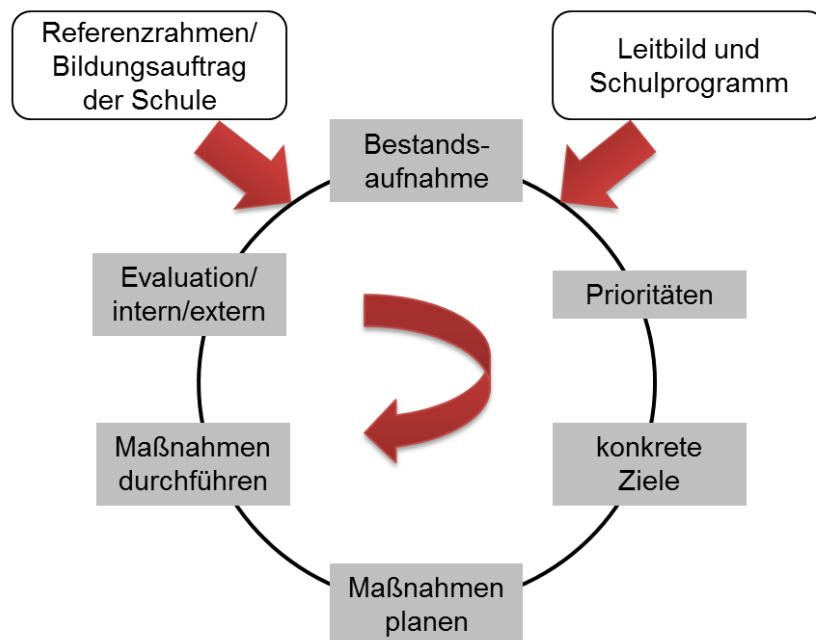 Referenzrahmen/
Bildungsauftrag
der Schule
Leitbild und
Schulprogramm
Bestands-
aufnahme
Prioritäten
konkrete
Ziele
Maßnahmen
planen
Maßnahmen
durchführen
Evaluation/
intern/extern